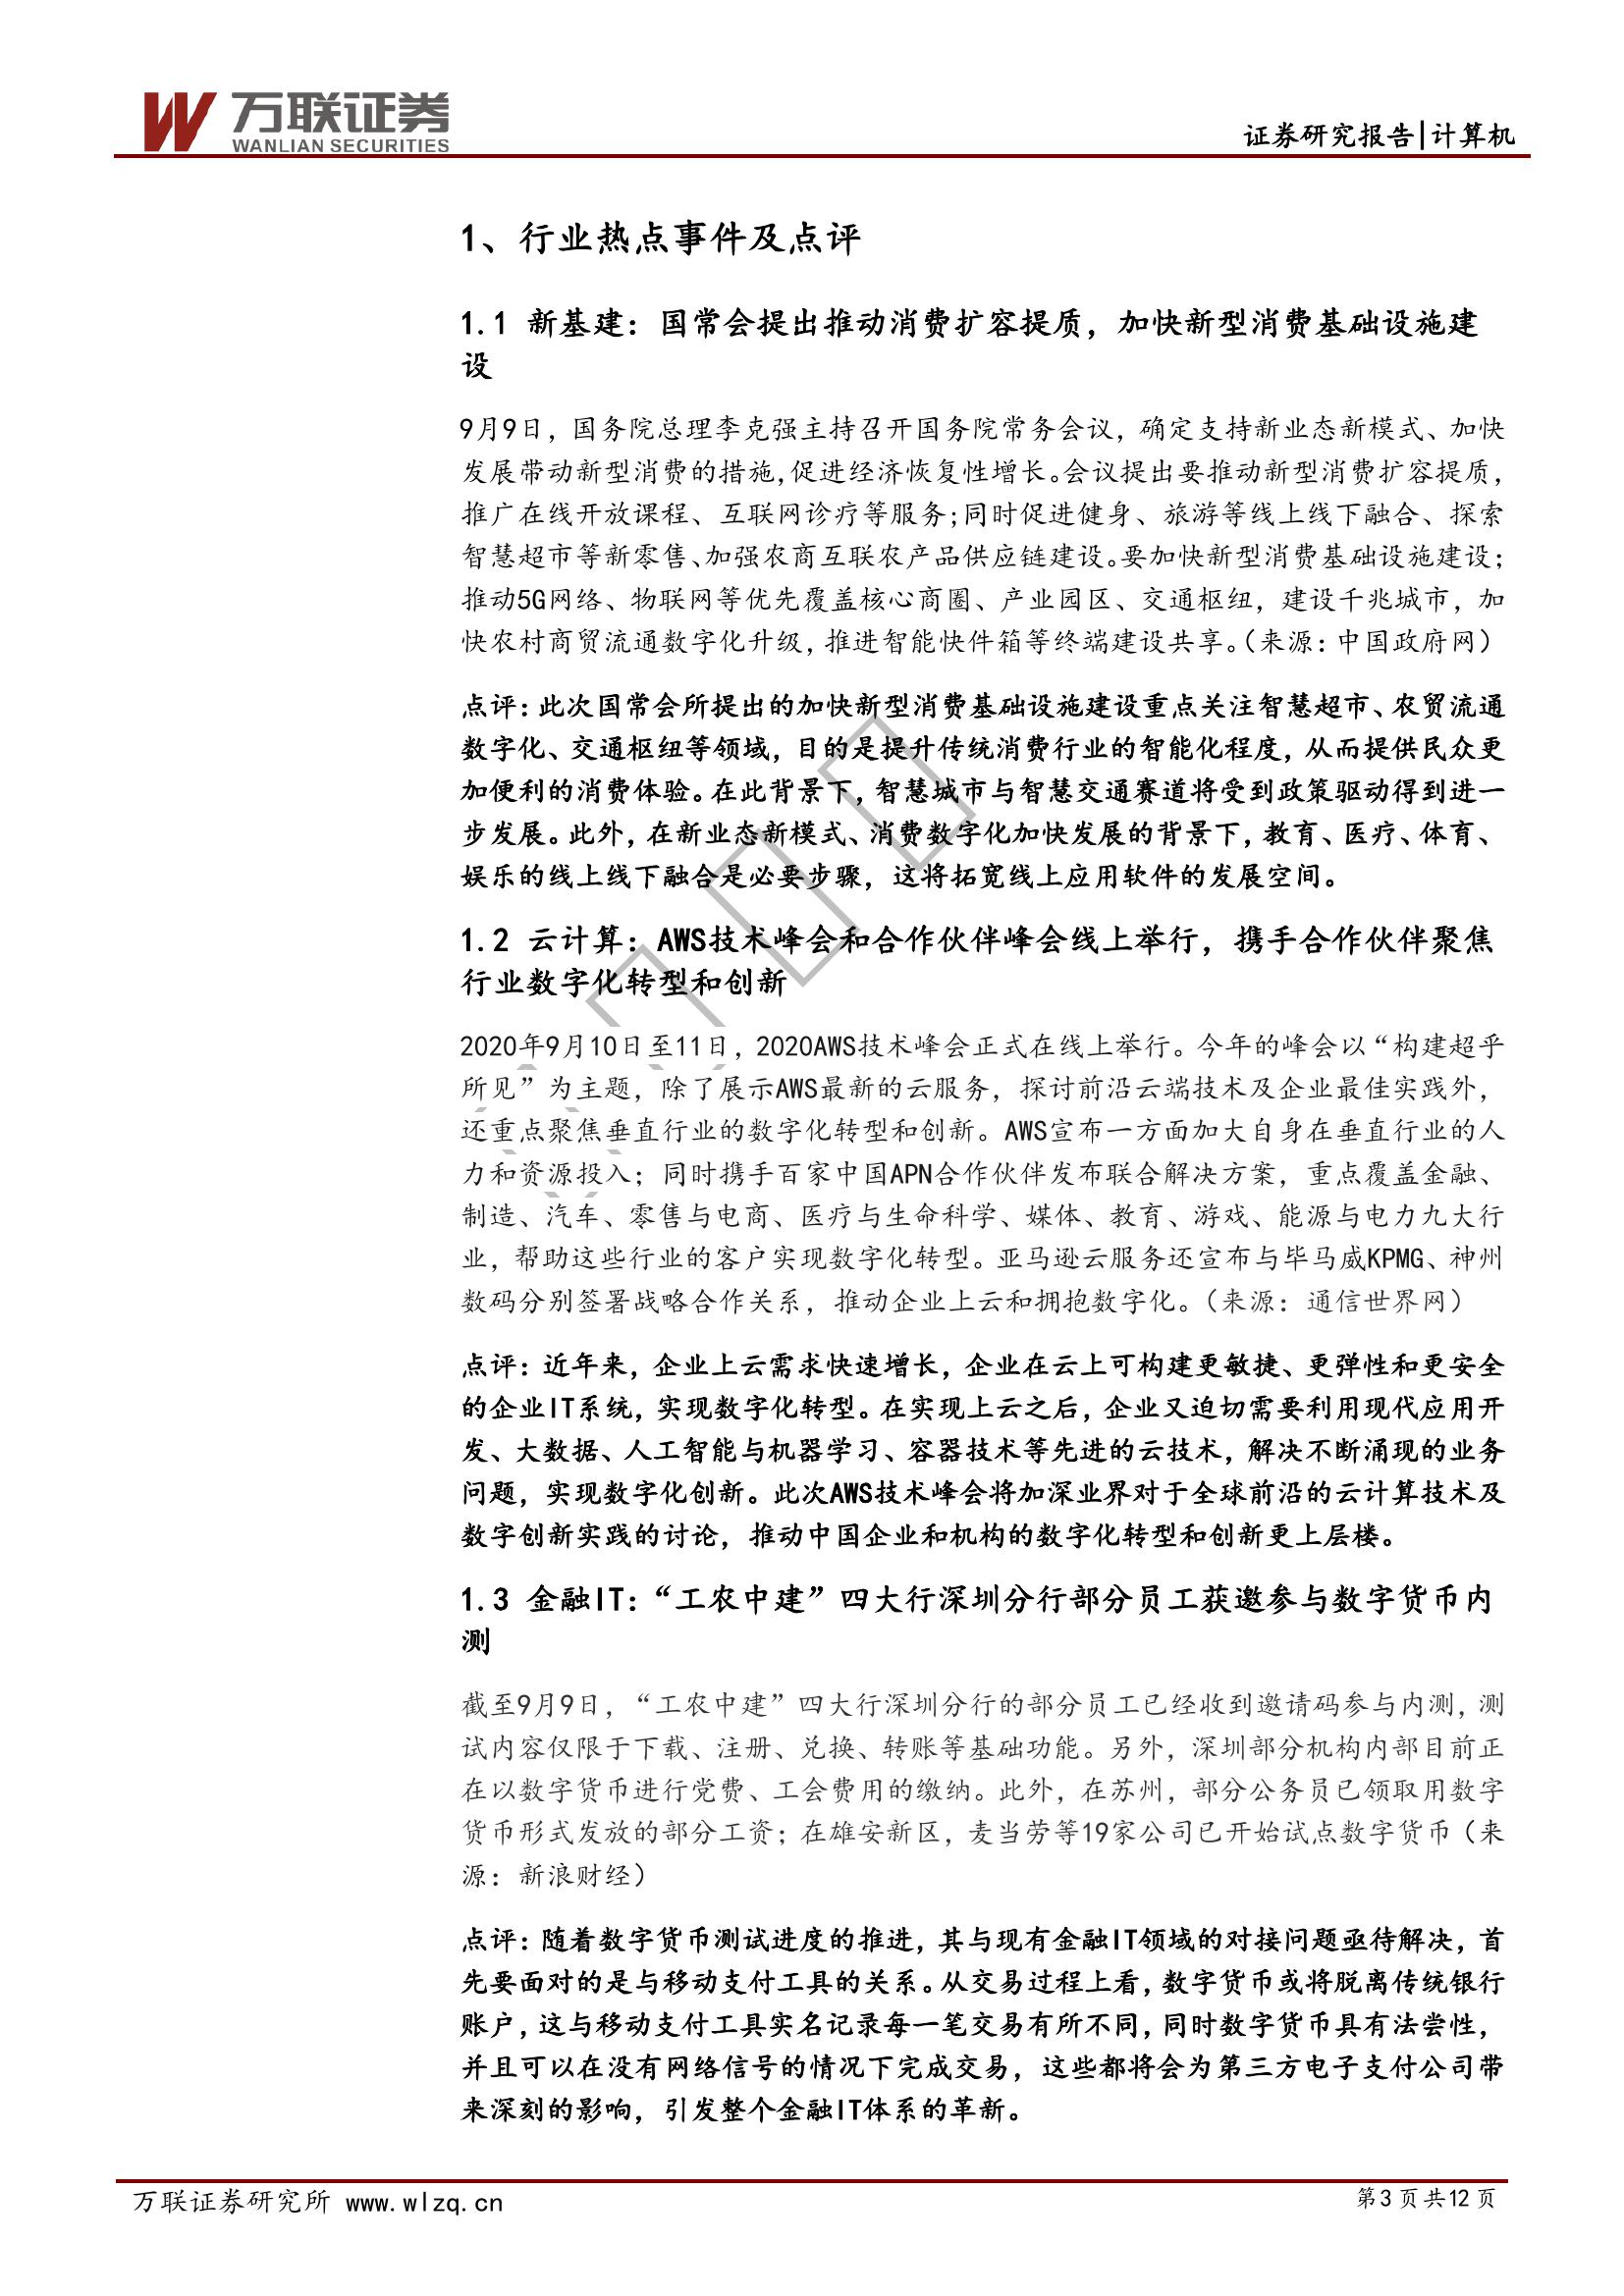 万联证券
WANLIAN SECURITIES
证券研究报告|计算机
1、行业热点事件及点评
1.1 新基建：国常会提出推动消费扩容提质，加快新型消费基础设施建
设
9月9日，国务院总理李克强主持召开国务院常务会议，确定支持新业态新模式、加快
发展带动新型消费的措施,促进经济恢复性增长。会议提出要推动新型消费扩容提质，
推广在线开放课程、互联网诊疗等服务;同时促进健身、旅游等线上线下融合、探索
智慧超市等新零售、加强农商互联农产品供应链建设。要加快新型消费基础设施建设；
推动5G网络、物联网等优先覆盖核心商圈、产业园区、交通枢纽，建设千兆城市，加
快农村商贸流通数字化升级，推进智能快件箱等终端建设共享。（来源：中国政府网）
点评：此次国常会所提出的加快新型消费基础设施建设重点关注智慧超市、农贸流通
数字化、交通枢纽等领域，目的是提升传统消费行业的智能化程度，从而提供民众更
加便利的消费体验。在此背景下，智慧城市与智慧交通赛道将受到政策驱动得到进一
步发展。此外，在新业态新模式、消费数字化加快发展的背景下，教育、医疗、体育、
娱乐的线上线下融合是必要步骤，这将拓宽线上应用软件的发展空间。
1.2 云计算：AWS技术峰会和合作伙伴峰会线上举行，携手合作伙伴聚焦
行业数字化转型和创新
2020年9月10日至11日，2020AWS技术峰会正式在线上举行。今年的峰会以“构建超乎
所见”为主题，除了展示AWS最新的云服务，探讨前沿云端技术及企业最佳实践外，
还重点聚焦垂直行业的数字化转型和创新。AWS宣布一方面加大自身在垂直行业的人
力和资源投入；同时携手百家中国APN合作伙伴发布联合解决方案，重点覆盖金融、
制造、汽车、零售与电商、医疗与生命科学、媒体、教育、游戏、能源与电力九大行
业，帮助这些行业的客户实现数字化转型。亚马逊云服务还宣布与毕马威KPMG、神州
数码分别签署战略合作关系，推动企业上云和拥抱数字化。（来源：通信世界网）
点评：近年来，企业上云需求快速增长，企业在云上可构建更敏捷、更弹性和更安全
的企业IT系统，实现数字化转型。在实现上云之后，企业又迫切需要利用现代应用开
发、大数据、人工智能与机器学习、容器技术等先进的云技术，解决不断涌现的业务
问题，实现数字化创新。此次AWS技术峰会将加深业界对于全球前沿的云计算技术及
数字创新实践的讨论，推动中国企业和机构的数字化转型和创新更上层楼。
1.3 金融IT：“工农中建”四大行深圳分行部分员工获邀参与数字货币内
测
截至9月9日，“工农中建”四大行深圳分行的部分员工已经收到邀请码参与内测，测
试内容仅限于下载、注册、兑换、转账等基础功能。另外，深圳部分机构内部目前正
在以数字货币进行党费、工会费用的缴纳。此外，在苏州，部分公务员已领取用数字
货币形式发放的部分工资；在雄安新区，麦当劳等19家公司已开始试点数字货币（来
源：新浪财经）
点评：随着数字货币测试进度的推进，其与现有金融IT领域的对接问题亟待解决，首
先要面对的是与移动支付工具的关系。从交易过程上看，数字货币或将脱离传统银行
账户，这与移动支付工具实名记录每一笔交易有所不同，同时数字货币具有法尝性，
并且可以在没有网络信号的情况下完成交易，这些都将会为第三方电子支付公司带
来深刻的影响，引发整个金融IT体系的革新。
万联证券研究所 www.wlzq.cn
第3页共12页